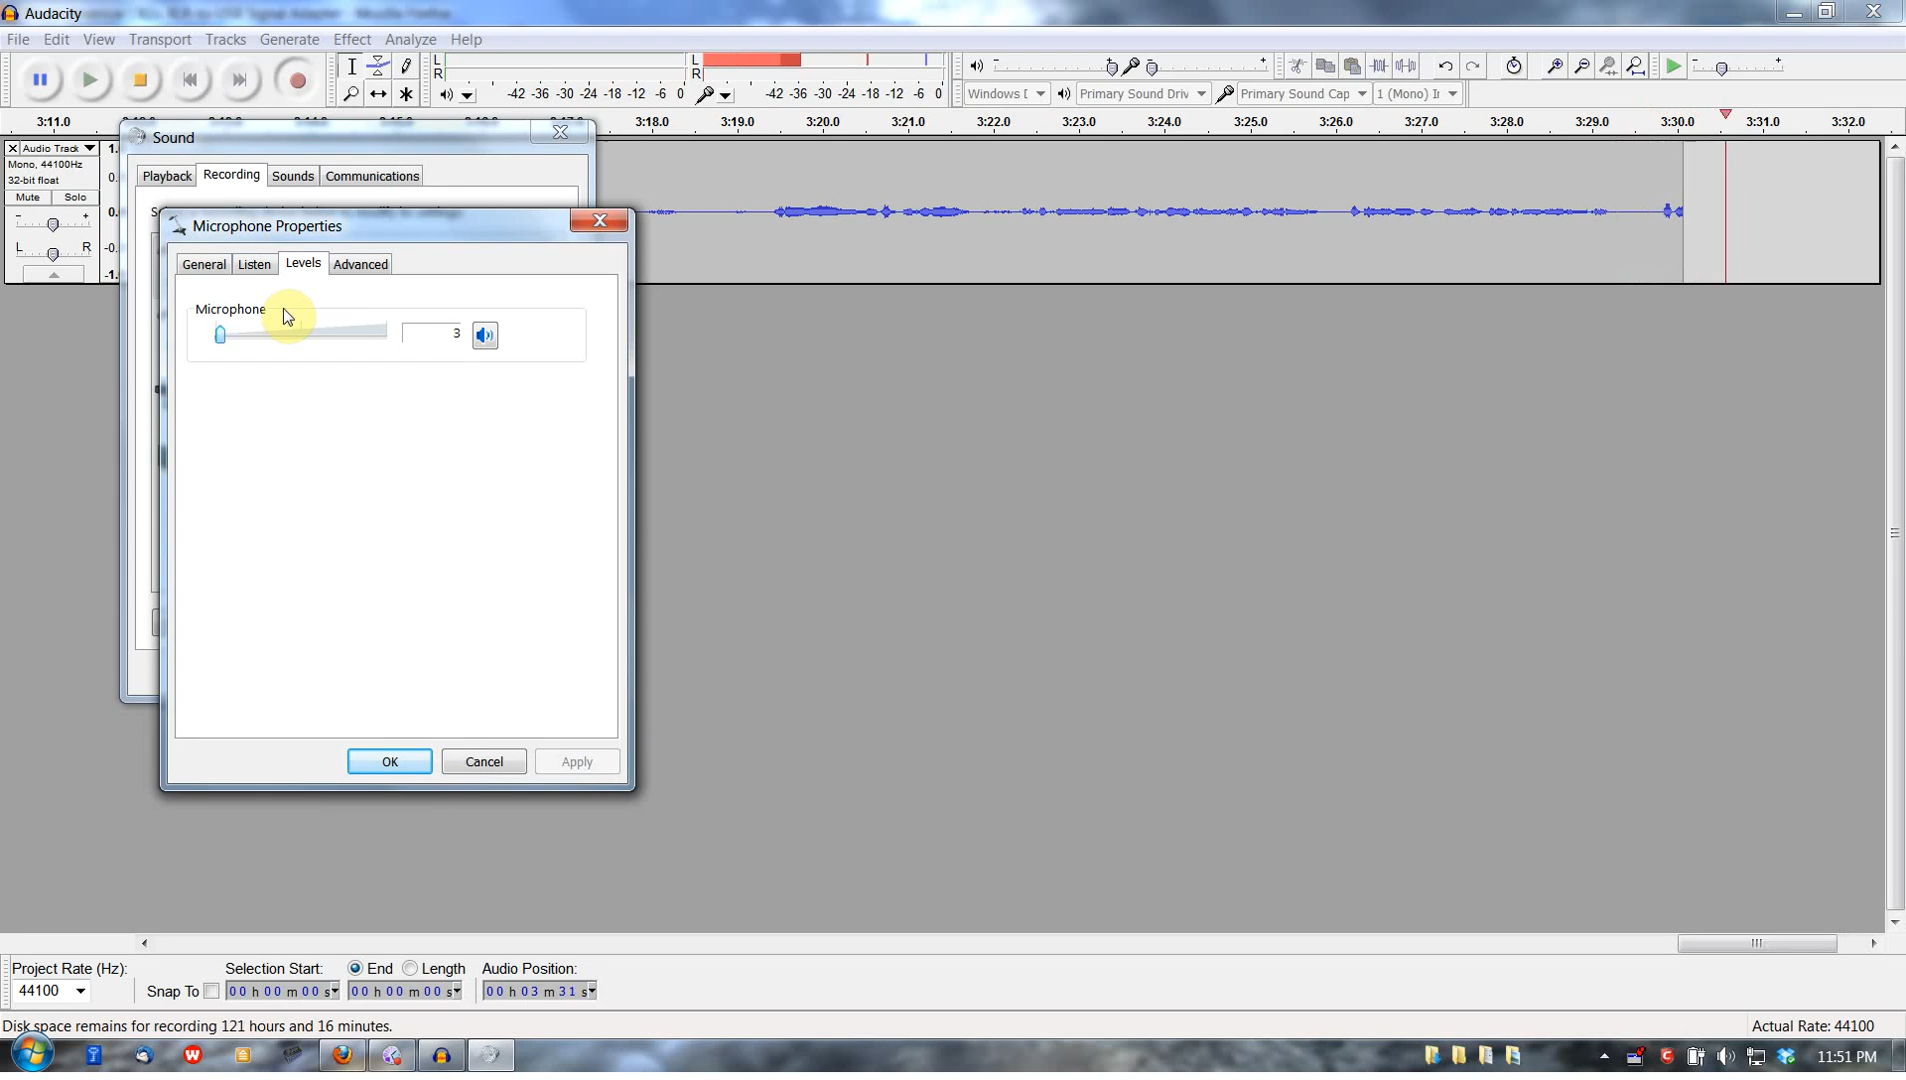 Audacity
File Edit View Transport Tracks Generate Effect Analyze Help
L
R
-42 -36 -30 -24 -18 -12 -6 0
L
R
-42 -36 -30 -24 -18 -12 -6 0
- +
- +
- +
Windows D
Primary Sound Driv
Primary Sound Cap
1 (Mono) I
3:11.0
3:18.0 3:19.0 3:20.0 3:21.0 3:22.0 3:23.0 3:24.0 3:25.0 3:26.0 3:27.0 3:28.0 3:29.0 3:30.0 3:31.0 3:32.0
X Audio Track
Mono, 44100Hz
32-bit float
Mute Solo
- +
L R
Sound
Playback Recording Sounds Communications
Microphone Properties
General Listen Levels Advanced
Microphone
3
OK Cancel Apply
Project Rate (Hz):
44100
Snap To
Selection Start:
00 h 00 m 00 s
End Length
00 h 00 m 00 s
Audio Position:
00 h 03 m 31 s
Disk space remains for recording 121 hours and 16 minutes.
Actual Rate: 44100
11:51 PM